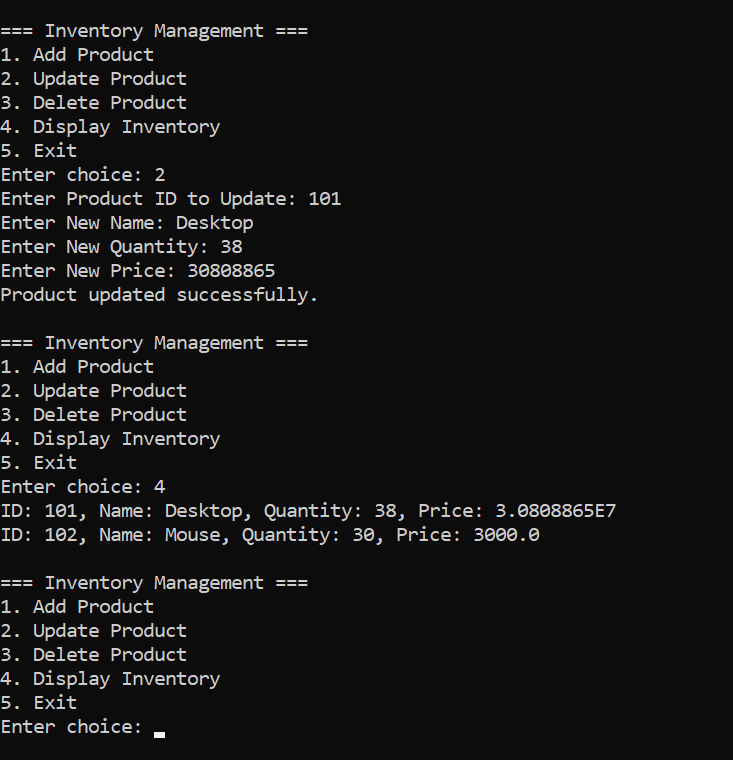 === Inventory Management ===
1. Add Product
2. Update Product
3. Delete Product
4. Display Inventory
5. Exit
Enter choice: 2
Enter Product ID to Update: 101
Enter New Name: Desktop
Enter New Quantity: 38
Enter New Price: 30808865
Product updated successfully.

=== Inventory Management ===
1. Add Product
2. Update Product
3. Delete Product
4. Display Inventory
5. Exit
Enter choice: 4
ID: 101, Name: Desktop, Quantity: 38, Price: 3.0808865E7
ID: 102, Name: Mouse, Quantity: 30, Price: 3000.0

=== Inventory Management ===
1. Add Product
2. Update Product
3. Delete Product
4. Display Inventory
5. Exit
Enter choice: